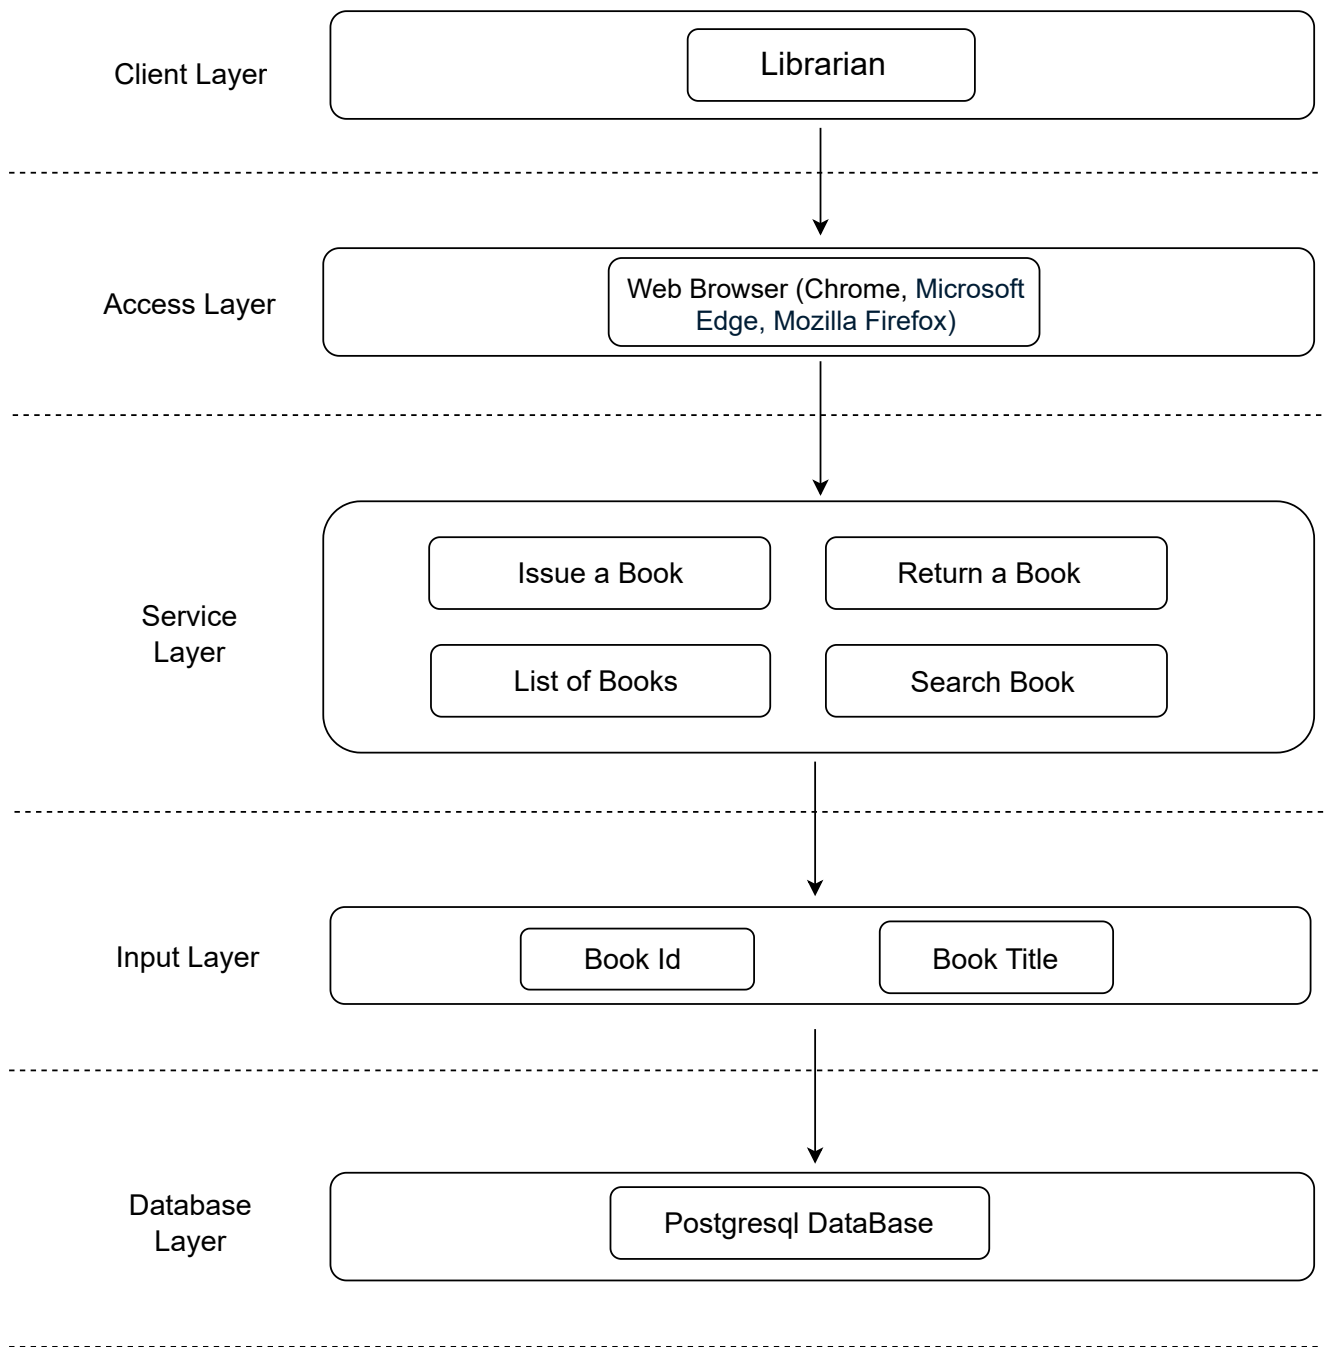 Client Layer
Librarian
Access Layer
Web Browser (Chrome, Microsoft
Edge, Mozilla Firefox)
Service
Layer
Issue a Book
Return a Book
List of Books
Search Book
Input Layer
Book Id
Book Title
Database
Layer
Postgresql DataBase